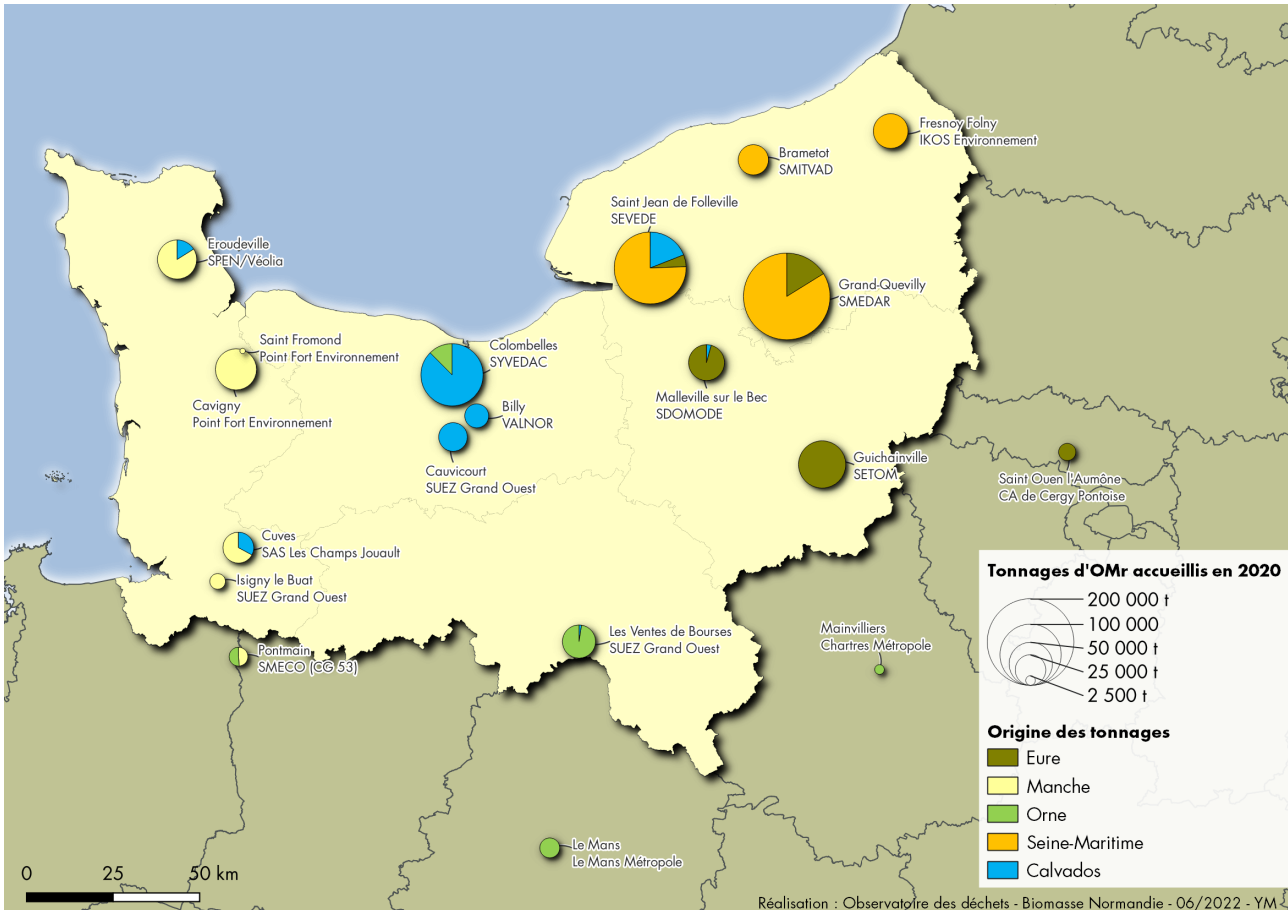 Fresnoy Folny
IKOS Environnement
Brametot
SMITVAD
Saint Jean de Folleville
SEVEDE
Eroudeville
SPEN/Véolia
Grand-Quevilly
SMEDAR
Saint Fromond
Point Fort Environnement
Colombelles
SYVEDAC
Cavigny
Point Fort Environnement
Malleville sur le Bec
SDOMODE
Billy
VALNOR
Cauvicourt
SUEZ Grand Ouest
Guichainville
SETOM
Saint Ouen l'Aumône
CA de Cergy Pontoise
Cuves
SAS Les Champs Jouault
Isigny le Buat
SUEZ Grand Ouest
Pontmain
SMECO (CG 53)
Les Ventes de Bourses
SUEZ Grand Ouest
Mainvilliers
Chartres Métropole
Le Mans
Le Mans Métropole
Tonnages d'OMr accueillis en 2020
200 000 t
100 000
50 000 t
25 000 t
2 500 t
Origine des tonnages
Eure
Manche
Orne
Seine-Maritime
Calvados
0 25 50 km
Réalisation : Observatoire des déchets - Biomasse Normandie - 06/2022 - YM -